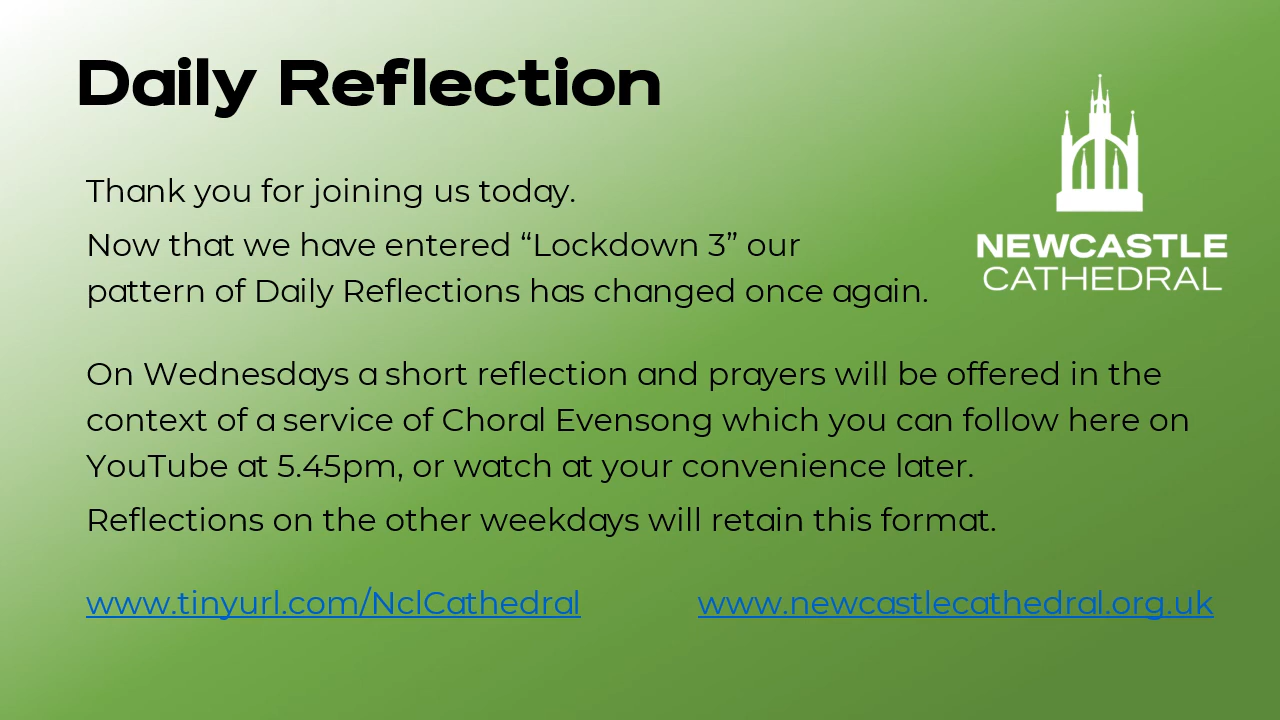 Daily Reflection
NEWCASTLE
CATHEDRAL
Thank you for joining us today.
Now that we have entered “Lockdown 3” our
pattern of Daily Reflections has changed once again.
On Wednesdays a short reflection and prayers will be offered in the
context of a service of Choral Evensong which you can follow here on
YouTube at 5.45pm, or watch at your convenience later.
Reflections on the other weekdays will retain this format.
www.tinyurl.com/NclCathedral
www.newcastlecathedral.org.uk